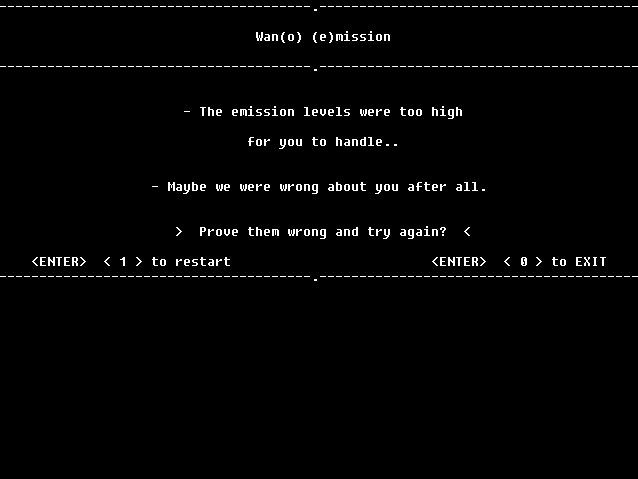 Wan(o) (e)mission
- The emission levels were too high
for you to handle..
- Maybe we were wrong about you after all.
> Prove them wrong and try again? <
<ENTER> < 1 > to restart <ENTER> < 0 > to EXIT